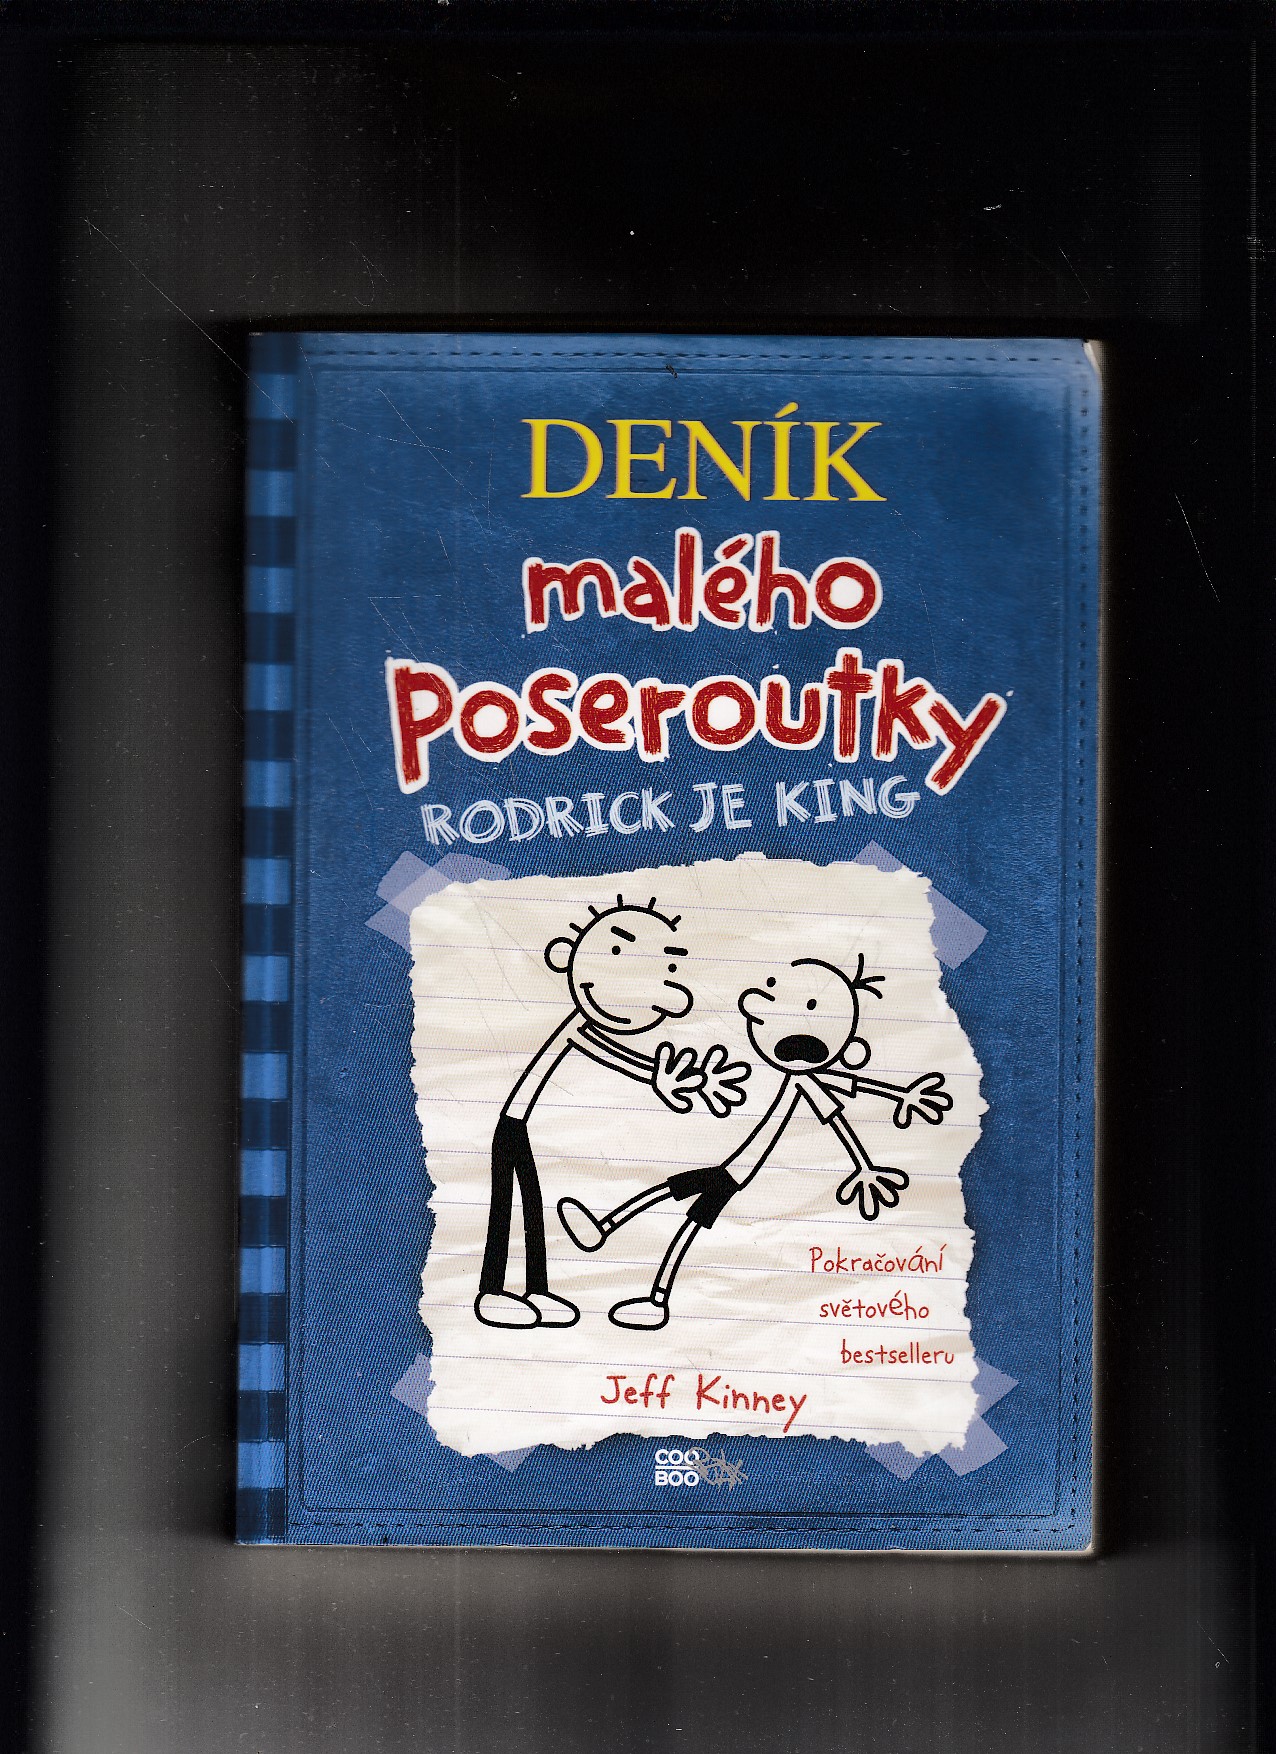 DENÍK
malého
poseroutky
RODRICK JE KING
Pokračování
světového
bestselleru
Jeff Kinney
COO
BOO